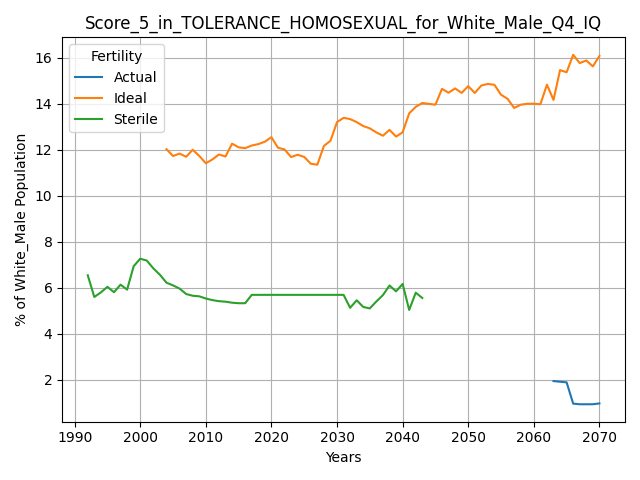 Score_5_in_TOLERANCE_HOMOSEXUAL_for_White_Male_Q4_IQ
Fertility
Actual
Ideal
Sterile
% of White_Male Population
16
14
12
10
8
6
4
2
1990 2000 2010 2020 2030 2040 2050 2060 2070
Years